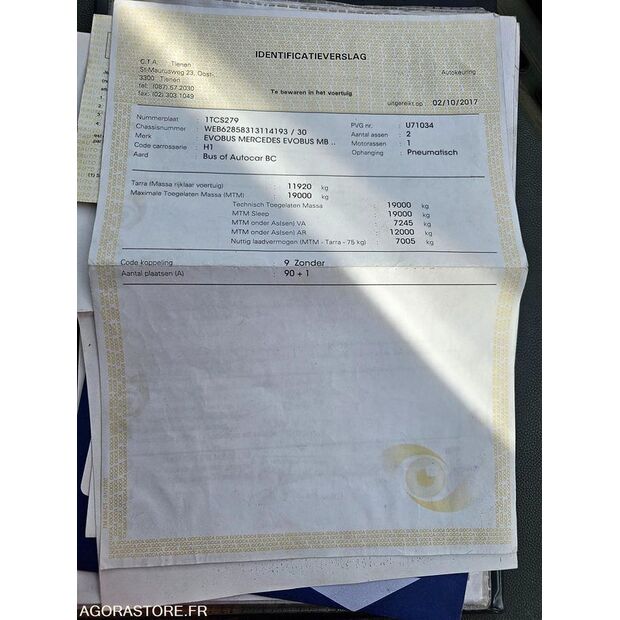 IDENTIFICATIEVERSLAG
C.T.A. Tienen
St-Maurusweg 23, Oost-
3300 Tienen
tel: (087) 57.2030
fax: (02) 303.1049
Autokeuring
Te bewaren in het voertuig
uitgereikt op 02/10/2017
Nummerplaat : 1TCS279
Chassisnummer : WEB62858313114193 / 30
Merk : EVOBUS MERCEDES EVOBUS MB ..
Code carrosserie : H1
Aard : Bus of Autocar BC
PVG nr. : U71034
Aantal assen : 2
Motorassen : 1
Ophanging : Pneumatisch
Tarra (Massa rijklaar voertuig) : 11920 kg
Maximale Toegelaten Massa (MTM) : 19000 kg
Technisch Toegelaten Massa : 19000 kg
MTM Sleep : 19000 kg
MTM onder As(sen) VA : 7245 kg
MTM onder As(sen) AR : 12000 kg
Nuttig laadvermogen (MTM - Tarra - 75 kg) : 7005 kg
Code koppeling : 9 Zonder
Aantal plaatsen (A) : 90 + 1
AGORASTORE.FR